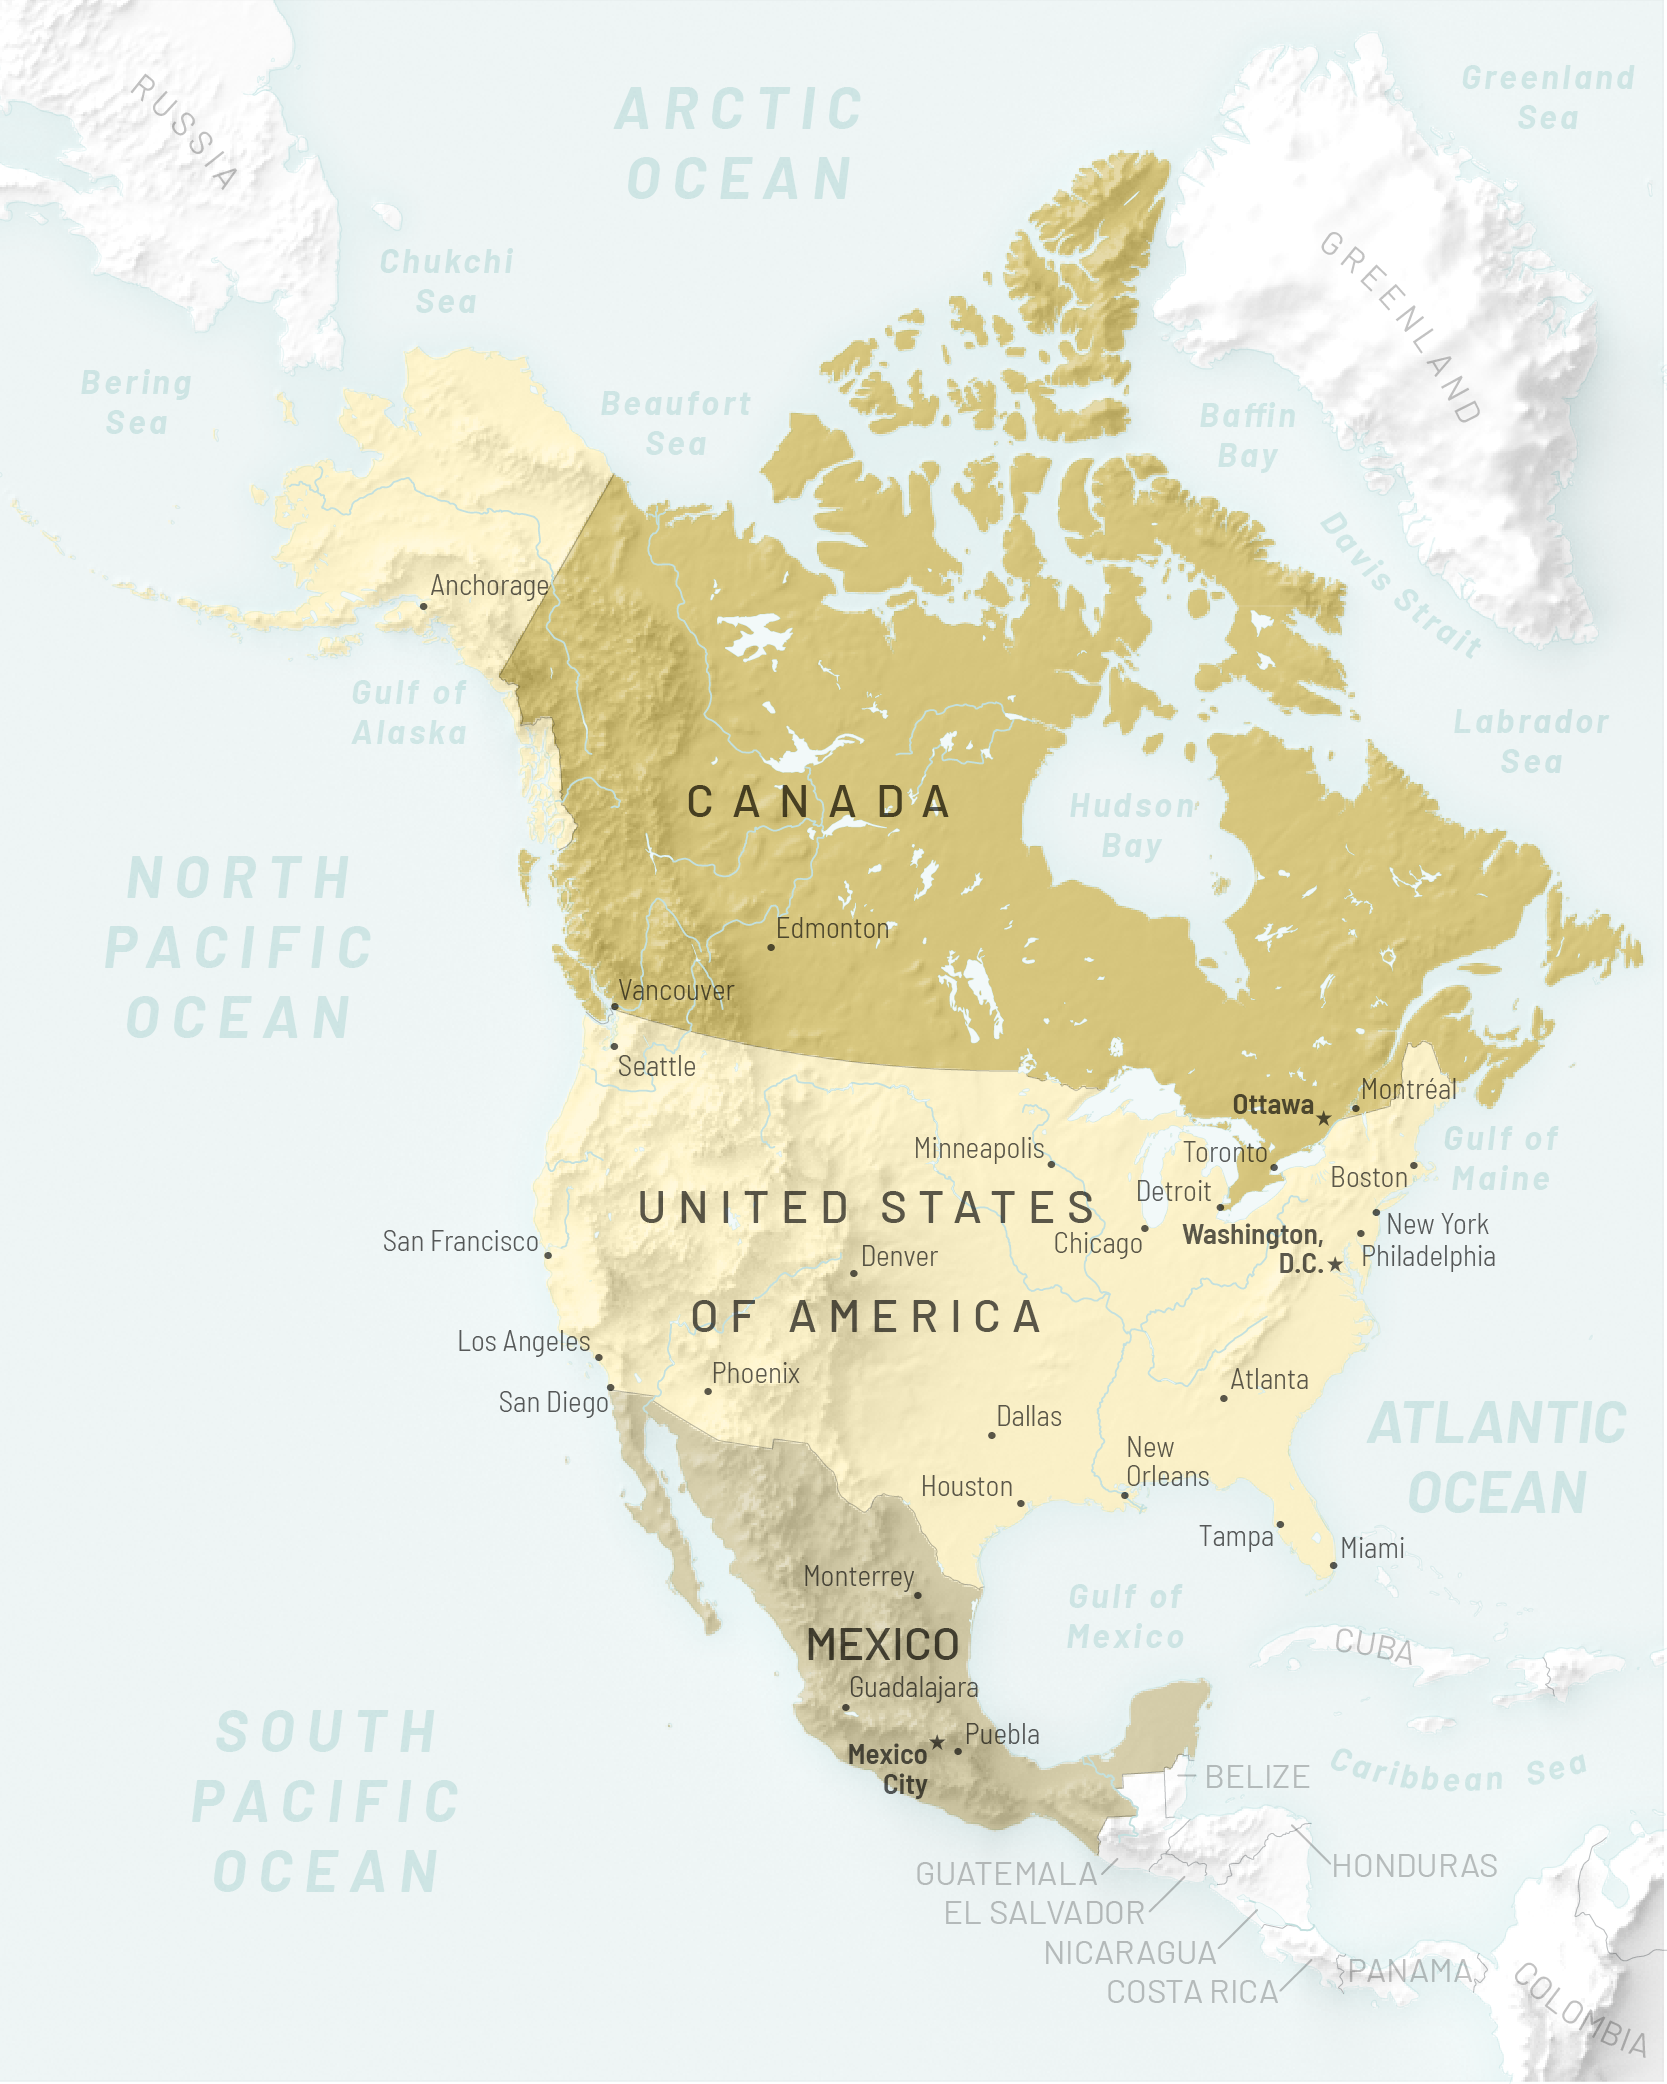 RUSSIA
ARCTIC
OCEAN
Greenland
Sea
GREENLAND
Chukchi
Sea
Bering
Sea
Beaufort
Sea
Baffin
Bay
Davis Strait
Anchorage
Gulf of
Alaska
Labrador
Sea
CANADA
Hudson
Bay
NORTH
PACIFIC
OCEAN
Edmonton
Vancouver
Seattle
Ottawa
Montréal
Minneapolis
Toronto
Gulf of
Maine
Boston
Detroit
UNITED STATES
Washington,
D.C.
New York
Philadelphia
San Francisco
Chicago
Denver
OF AMERICA
Los Angeles
Phoenix
San Diego
Atlanta
Dallas
ATLANTIC
OCEAN
New
Orleans
Houston
Tampa
Miami
Monterrey
Gulf of
Mexico
MEXICO
CUBA
Guadalajara
Puebla
Mexico
City
SOUTH
PACIFIC
OCEAN
BELIZE
Caribbean Sea
GUATEMALA
HONDURAS
EL SALVADOR
NICARAGUA
COSTA RICA
PANAMA
COLOMBIA